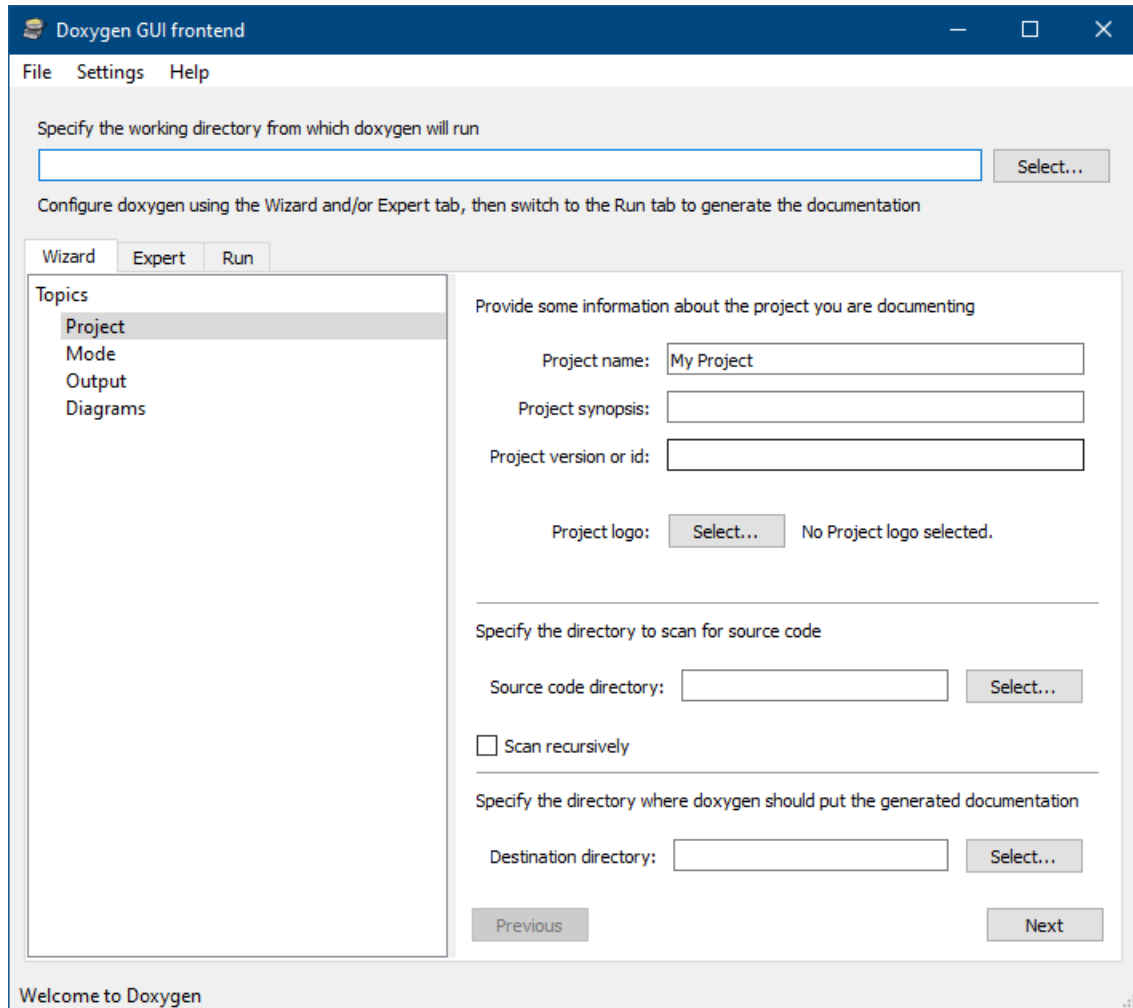 Doxygen GUI frontend
File Settings Help
Specify the working directory from which doxygen will run
Select...
Configure doxygen using the Wizard and/or Expert tab, then switch to the Run tab to generate the documentation
Wizard Expert Run
Topics
Project
Mode
Output
Diagrams
Provide some information about the project you are documenting
Project name: My Project
Project synopsis:
Project version or id:
Project logo: Select... No Project logo selected.
Specify the directory to scan for source code
Source code directory: Select...
Scan recursively
Specify the directory where doxygen should put the generated documentation
Destination directory: Select...
Previous Next
Welcome to Doxygen